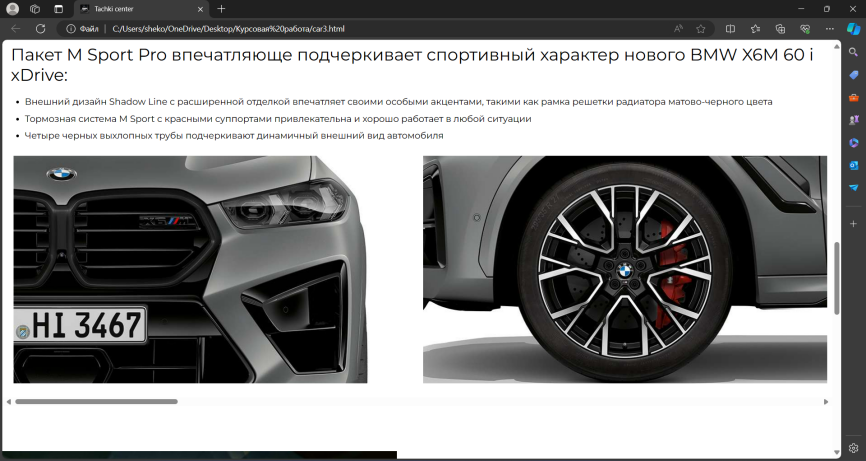 Tachki center
Файл
C:/Users/sheko/OneDrive/Desktop/Курсовая%20работа/car3.html
Пакет M Sport Pro впечатляюще подчеркивает спортивный характер нового BMW X6M 60 i
xDrive:
Внешний дизайн Shadow Line с расширенной отделкой впечатляет своими особыми акцентами, такими как рамка решетки радиатора матово-черного цвета
Тормозная система M Sport с красными суппортами привлекательна и хорошо работает в любой ситуации
Четыре черных выхлопных трубы подчеркивают динамичный внешний вид автомобиля
BMW
X6 M
HI 3467
BMW